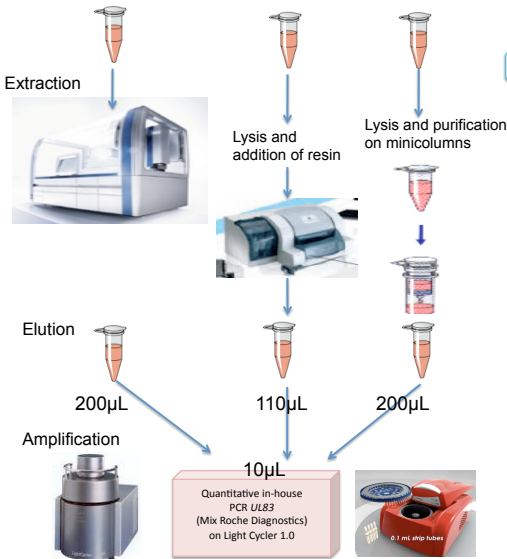 Extraction
Lysis and
addition of resin
Lysis and purification
on minicolumns
Elution
200µL
110µL
200µL
Amplification
10µL
Quantitative in-house
PCR UL83
(Mix Roche Diagnostics)
on Light Cycler 1.0
0.1 mL strip tubes